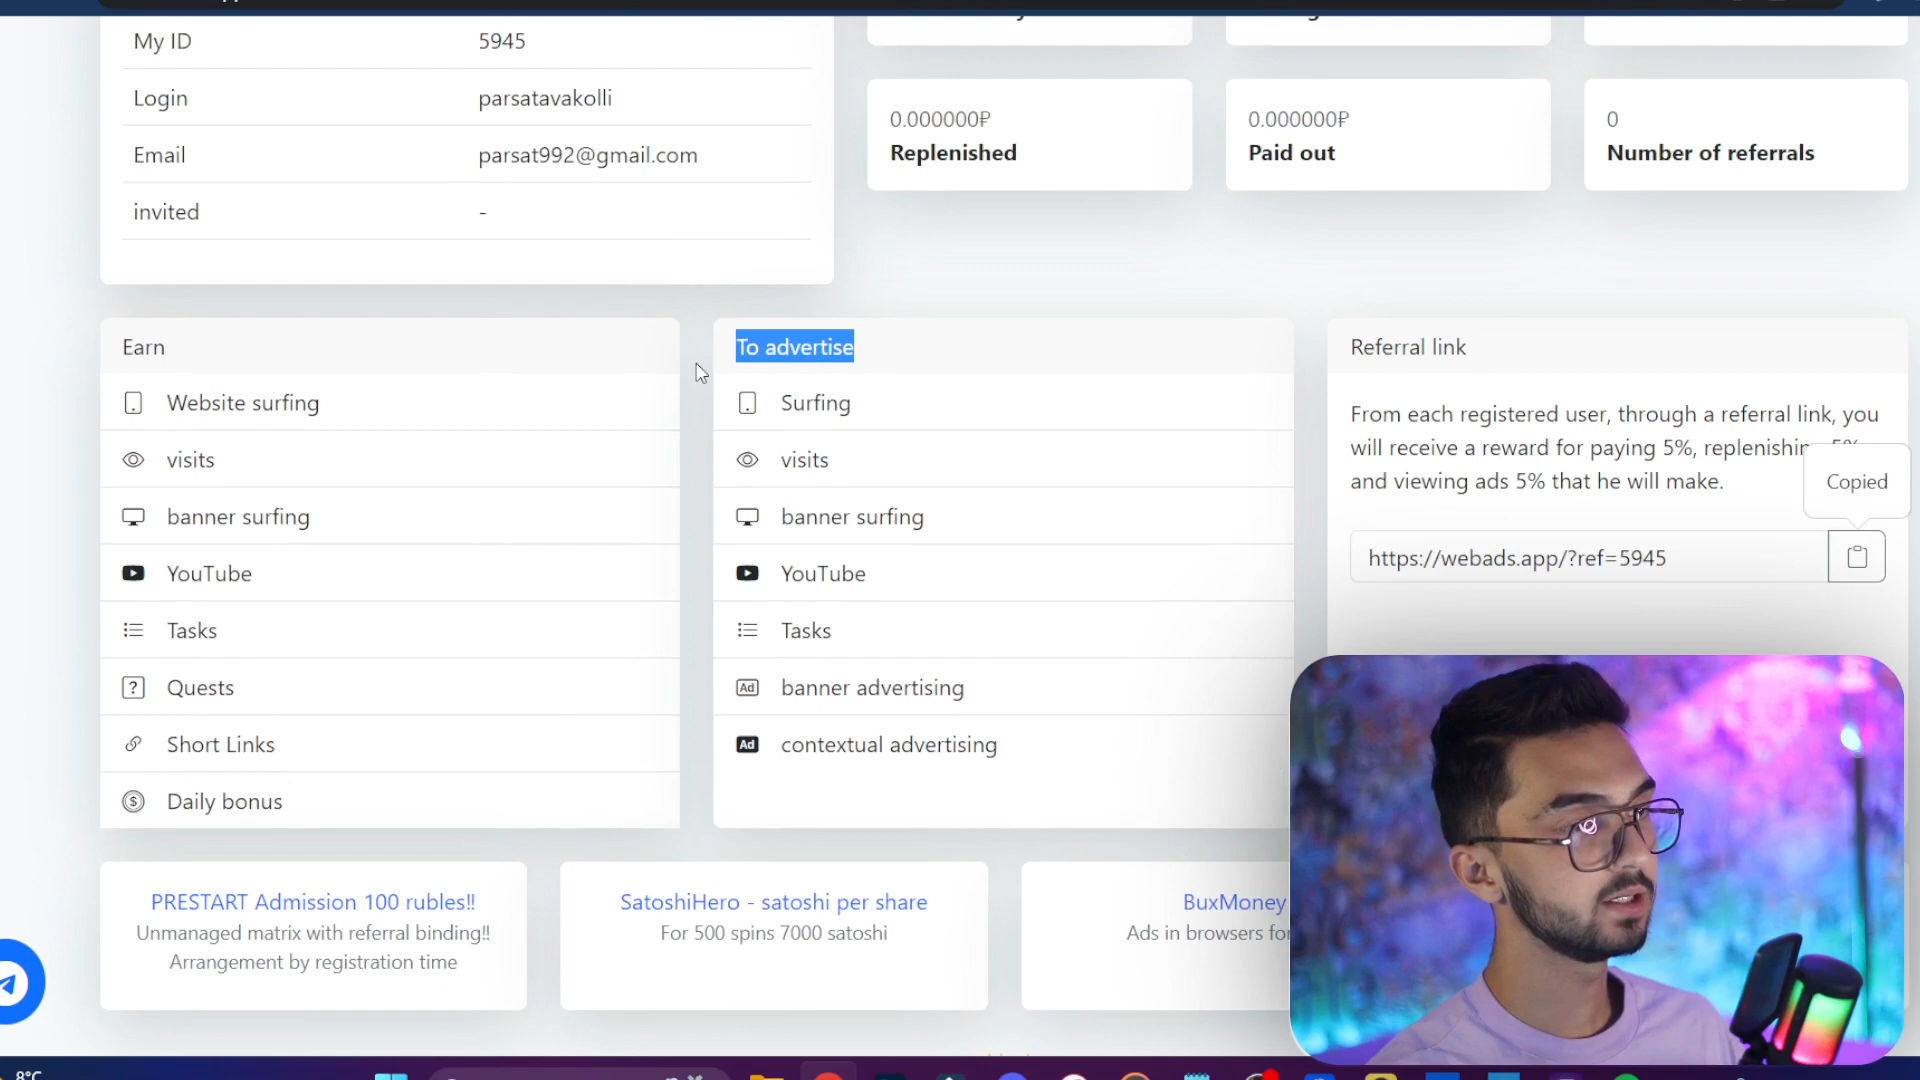 My ID 5945
Login parsatavakolli
Email parsat992@gmail.com
invited -
0.000000₽
Replenished
0.000000₽
Paid out
0
Number of referrals
Earn
Website surfing
visits
banner surfing
YouTube
Tasks
Quests
Short Links
Daily bonus
To advertise
Surfing
visits
banner surfing
YouTube
Tasks
Ad banner advertising
Ad contextual advertising
Referral link
From each registered user, through a referral link, you
will receive a reward for paying 5%,
and viewing ads 5% that he will make.
Copied
https://webads.app/?ref=5945
PRESTART Admission 100 rubles!!
Unmanaged matrix with referral binding!!
Arrangement by registration time
SatoshiHero - satoshi per share
For 500 spins 7000 satoshi
BuxMoney
Ads in browsers for
8°C